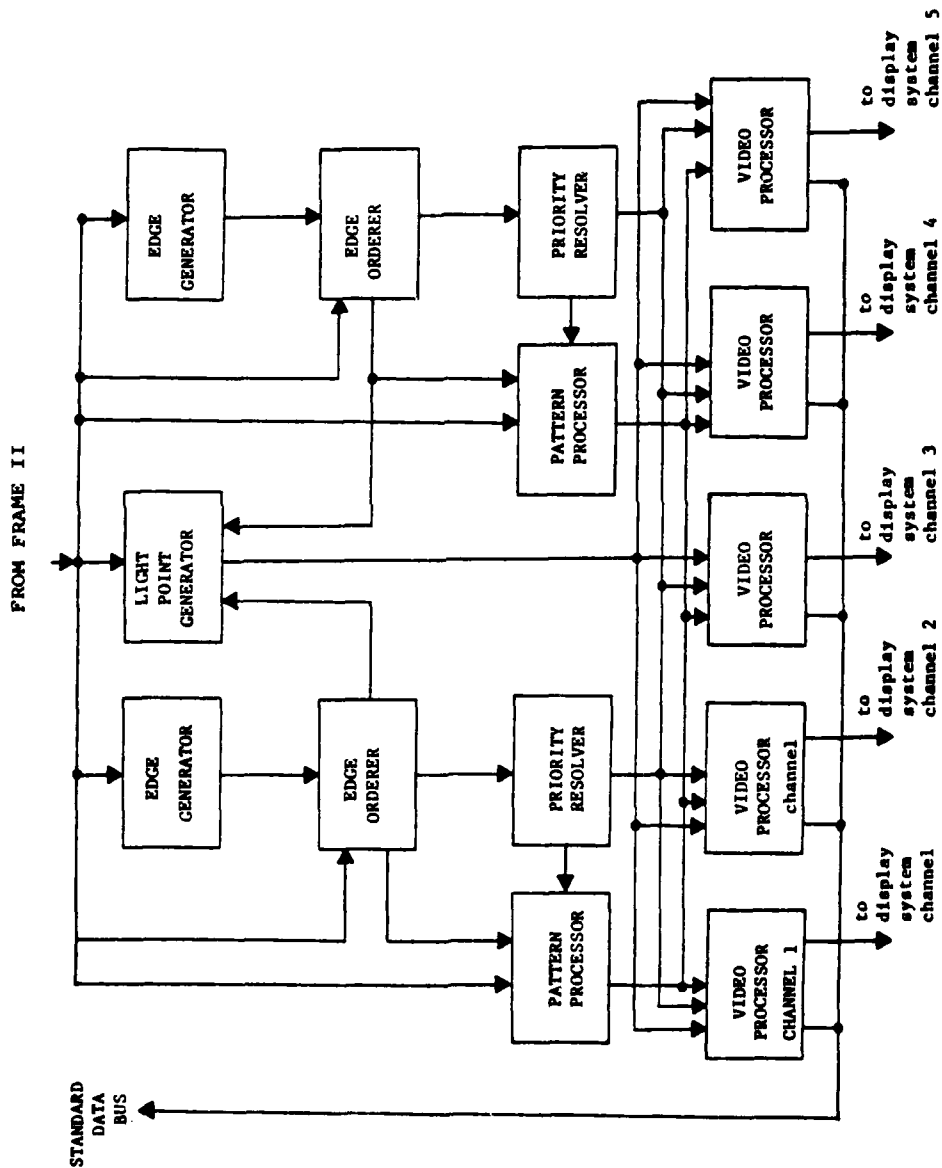 FROM FRAME II
STANDARD
DATA
BUS
EDGE
GENERATOR
LIGHT
POINT
GENERATOR
EDGE
GENERATOR
EDGE
ORDERER
EDGE
ORDERER
PATTERN
PROCESSOR
PRIORITY
RESOLVER
PATTERN
PROCESSOR
PRIORITY
RESOLVER
VIDEO
PROCESSOR
CHANNEL 1
VIDEO
PROCESSOR
channel
VIDEO
PROCESSOR
VIDEO
PROCESSOR
VIDEO
PROCESSOR
to
display
system
channel
to
display
system
channel 2
to
display
system
channel 3
to
display
system
channel 4
to
display
system
channel 5